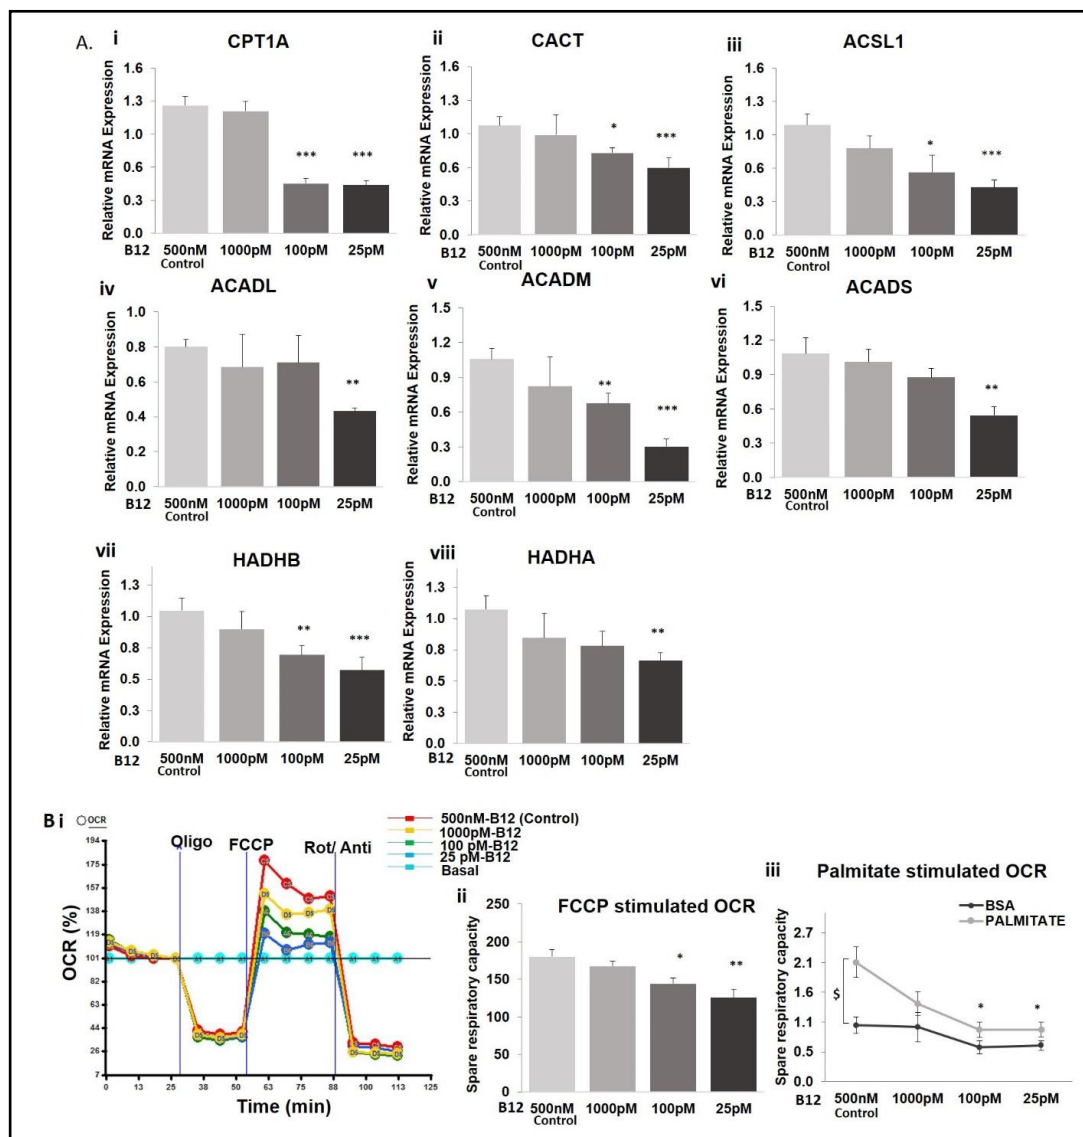 A. i CPT1A
Relative mRNA Expression
1.6
1.3
1.0
0.6
0.3
0.0
*** ***
B12 500nM 1000pM 100pM 25pM
Control
ii CACT
Relative mRNA Expression
1.6
1.3
1.0
0.6
0.3
0.0
* ***
B12 500nM 1000pM 100pM 25pM
Control
iii ACSL1
Relative mRNA Expression
1.6
1.3
1.0
0.6
0.3
0.0
* ***
B12 500nM 1000pM 100pM 25pM
Control
iv ACADL
Relative mRNA Expression
1.0
0.8
0.6
0.4
0.2
0.0
**
B12 500nM 1000pM 100pM 25pM
Control
v ACADM
Relative mRNA Expression
1.5
1.2
0.9
0.6
0.3
0.0
** ***
B12 500nM 1000pM 100pM 25pM
Control
vi ACADS
Relative mRNA Expression
1.5
1.2
0.9
0.6
0.3
0.0
**
B12 500nM 1000pM 100pM 25pM
Control
vii HADHB
Relative mRNA Expression
1.3
1.0
0.8
0.5
0.3
0.0
** ***
B12 500nM 1000pM 100pM 25pM
Control
viii HADHA
Relative mRNA Expression
1.3
1.0
0.8
0.5
0.3
0.0
**
B12 500nM 1000pM 100pM 25pM
Control
B i OCR
Oligo FCCP Rot/ Anti
500nM-B12 (Control)
1000pM-B12
100 pM-B12
25 pM-B12
Basal
OCR (%)
194
176
157
138
119
101
82
63
44
26
7
0 13 25 38 50 63 75 88 100 113 125
Time (min)
ii FCCP stimulated OCR
Spare respiratory capacity
250
200
150
100
50
0
* **
B12 500nM 1000pM 100pM 25pM
Control
iii Palmitate stimulated OCR
BSA
PALMITATE
Spare respiratory capacity
2.7
2.1
1.6
1.1
0.5
0.0
$
* *
B12 500nM 1000pM 100pM 25pM
Control